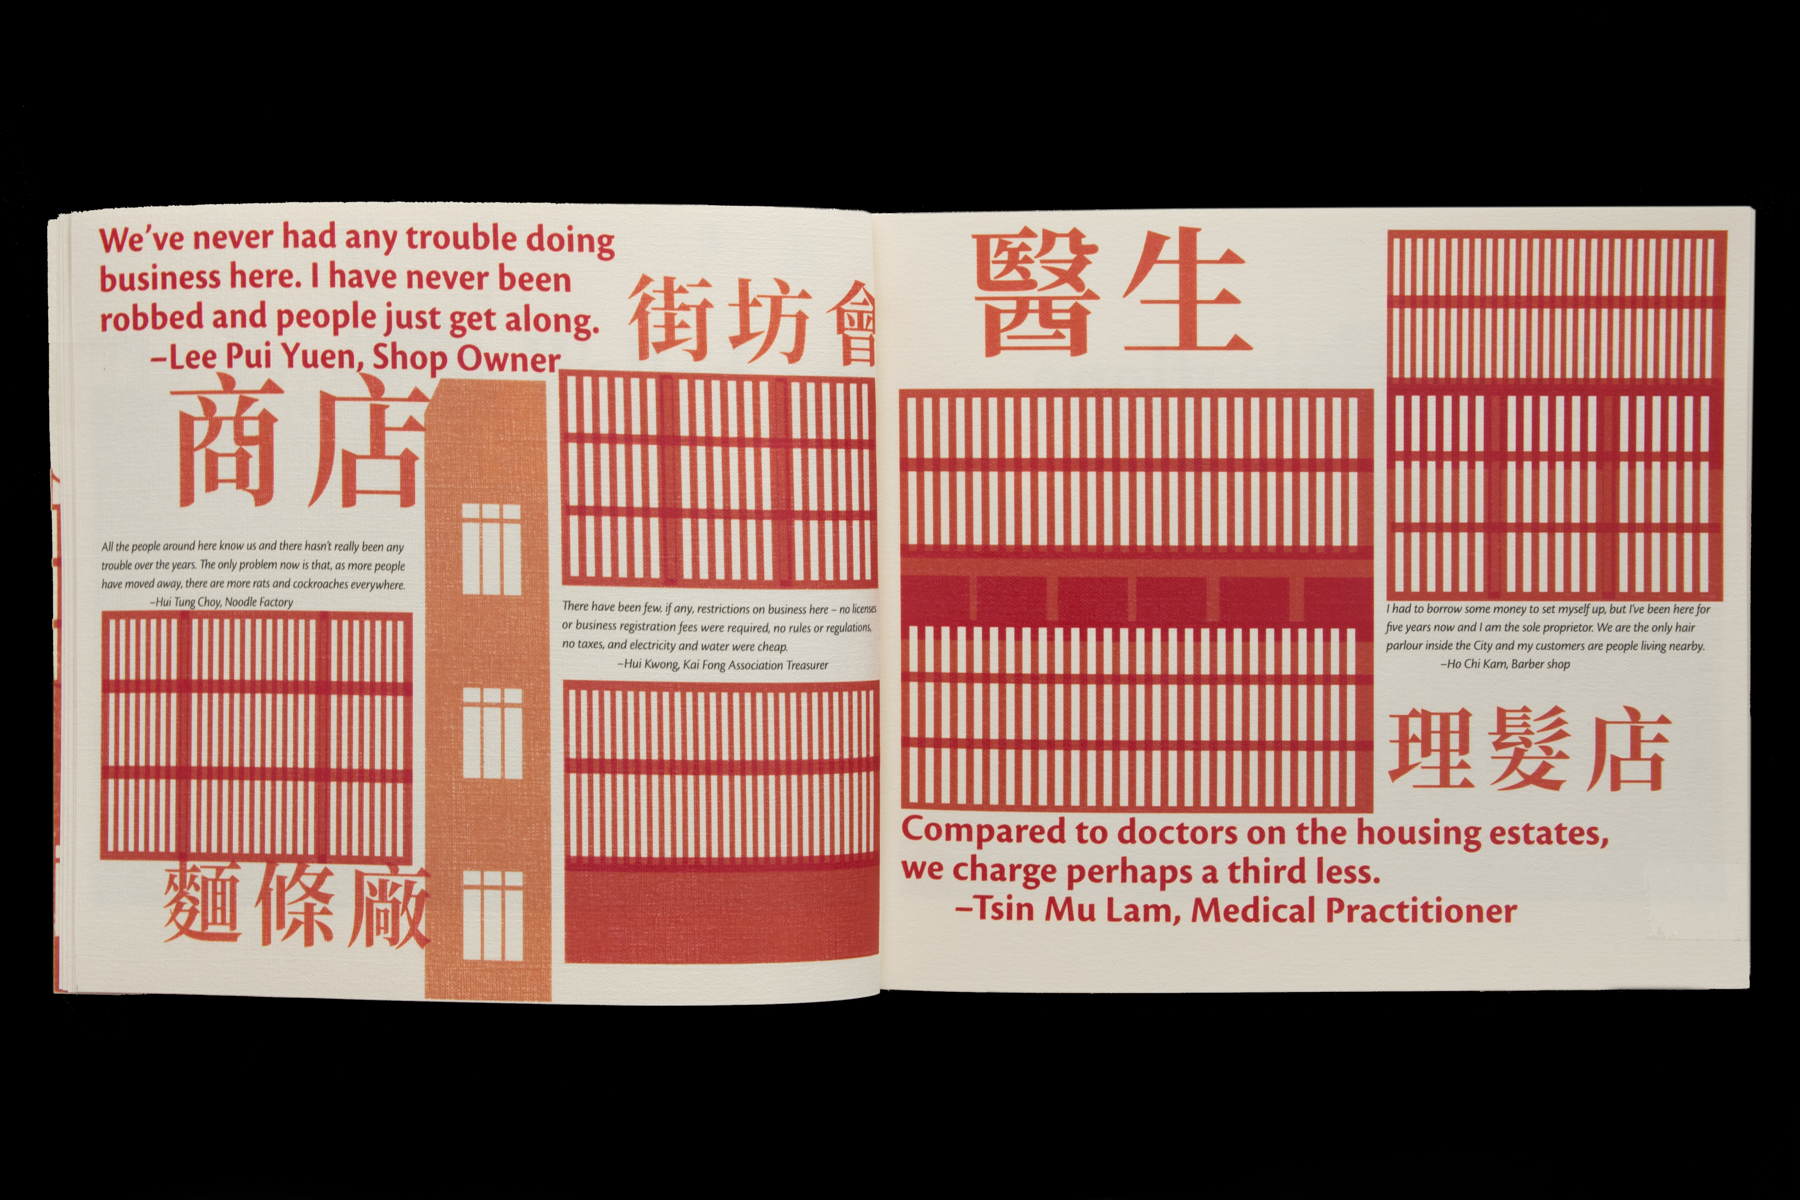 We've never had any trouble doing
business here. I have never been
robbed and people just get along.
–Lee Pui Yuen, Shop Owner
商店
All the people around here know us and there hasn't really been any
trouble over the years. The only problem now is that, as more people
have moved away, there are more rats and cockroaches everywhere.
–Hui Tung Choy, Noodle Factory
麵條廠
街坊會
There have been few, if any, restrictions on business here – no licenses
or business registration fees were required, no rules or regulations,
no taxes, and electricity and water were cheap.
–Hui Kwong, Kai Fong Association Treasurer
醫生
Compared to doctors on the housing estates,
we charge perhaps a third less.
–Tsin Mu Lam, Medical Practitioner
I had to borrow some money to set myself up, but I've been here for
five years now and I am the sole proprietor. We are the only hair
parlour inside the City and my customers are people living nearby.
–Ho Chi Kam, Barber shop
理髮店